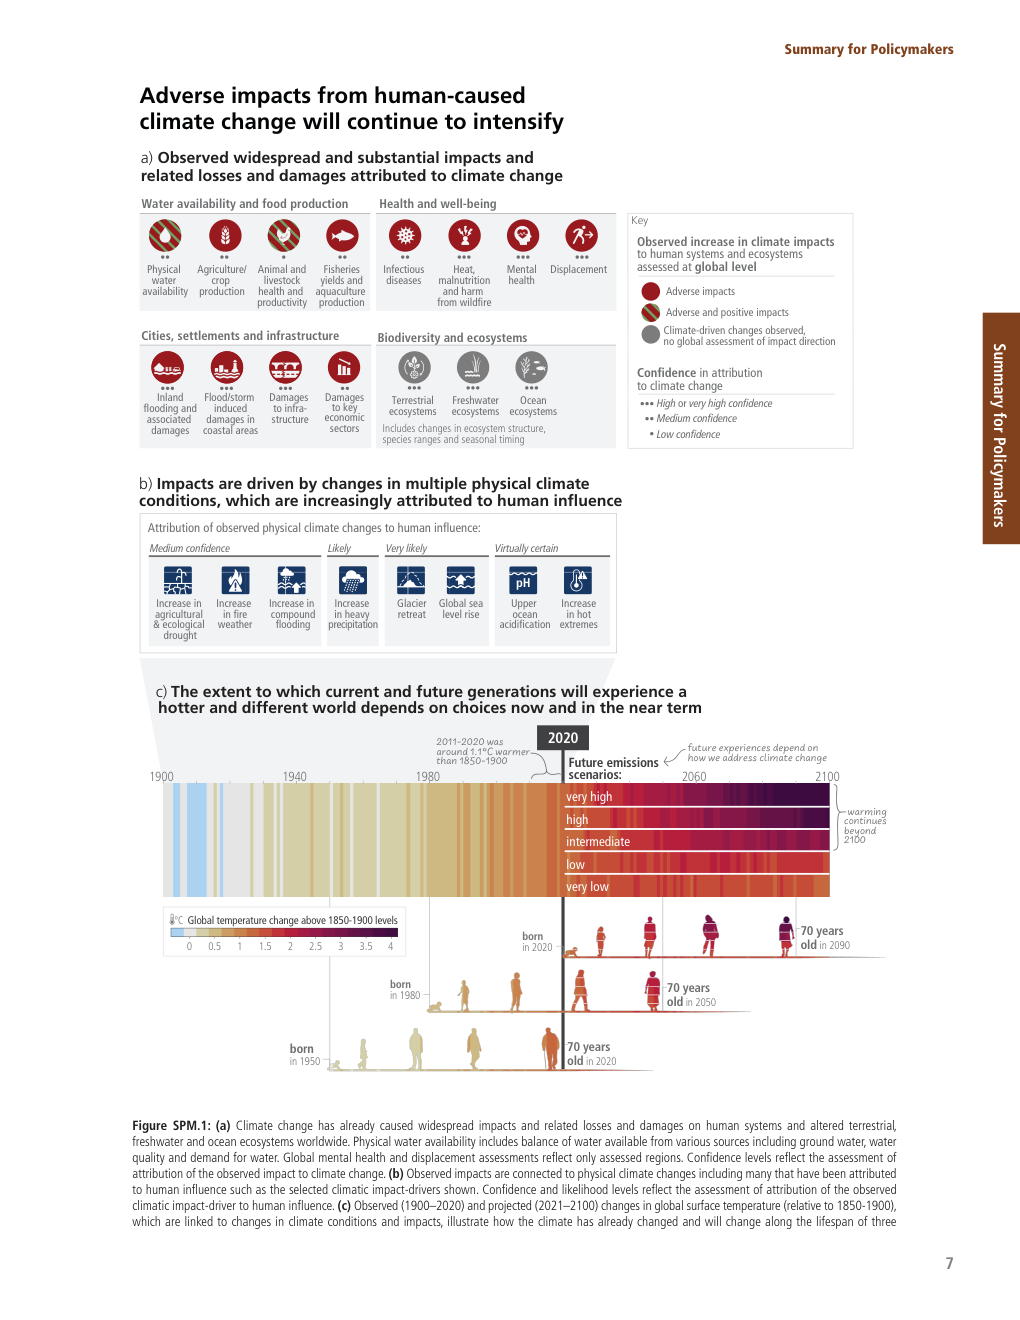 Summary for Policymakers
Adverse impacts from human-caused
climate change will continue to intensify
a) Observed widespread and substantial impacts and
related losses and damages attributed to climate change
Water availability and food production
Physical
water
availability
Agriculture/
crop
production
Animal and
livestock
health and
productivity
Fisheries
yields and
aquaculture
production
Health and well-being
Infectious
diseases
Heat,
malnutrition
and harm
from wildfire
Mental
health
Displacement
Cities, settlements and infrastructure
Inland
flooding and
associated
damages
Flood/storm
induced
damages in
coastal areas
Damages
to infra-
structure
Damages
to key
economic
sectors
Biodiversity and ecosystems
Terrestrial
ecosystems
Freshwater
ecosystems
Ocean
ecosystems
Includes changes in ecosystem structure,
species ranges and seasonal timing
Key
Observed increase in climate impacts
to human systems and ecosystems
assessed at global level
Adverse impacts
Adverse and positive impacts
Climate-driven changes observed,
no global assessment of impact direction
Confidence in attribution
to climate change
••• High or very high confidence
•• Medium confidence
• Low confidence
Summary for Policymakers
b) Impacts are driven by changes in multiple physical climate
conditions, which are increasingly attributed to human influence
Attribution of observed physical climate changes to human influence:
Medium confidence
Increase in
agricultural
& ecological
drought
Increase
in fire
weather
Increase in
compound
flooding
Likely
Increase
in heavy
precipitation
Very likely
Glacier
retreat
Global sea
level rise
Virtually certain
pH
Upper
ocean
acidification
Increase
in hot
extremes
c) The extent to which current and future generations will experience a
hotter and different world depends on choices now and in the near term
2011-2020 was
around 1.1°C warmer
than 1850-1900
2020
future experiences depend on
how we address climate change
Future emissions
scenarios:
1900
1940
1980
2060
2100
very high
high
intermediate
low
very low
warming
continues
beyond
2100
°C Global temperature change above 1850-1900 levels
0 0.5 1 1.5 2 2.5 3 3.5 4
born
in 2020
70 years
old in 2090
born
in 1980
70 years
old in 2050
born
in 1950
70 years
old in 2020
Figure SPM.1: (a) Climate change has already caused widespread impacts and related losses and damages on human systems and altered terrestrial,
freshwater and ocean ecosystems worldwide. Physical water availability includes balance of water available from various sources including ground water, water
quality and demand for water. Global mental health and displacement assessments reflect only assessed regions. Confidence levels reflect the assessment of
attribution of the observed impact to climate change. (b) Observed impacts are connected to physical climate changes including many that have been attributed
to human influence such as the selected climatic impact-drivers shown. Confidence and likelihood levels reflect the assessment of attribution of the observed
climatic impact-driver to human influence. (c) Observed (1900–2020) and projected (2021–2100) changes in global surface temperature (relative to 1850-1900),
which are linked to changes in climate conditions and impacts, illustrate how the climate has already changed and will change along the lifespan of three
7